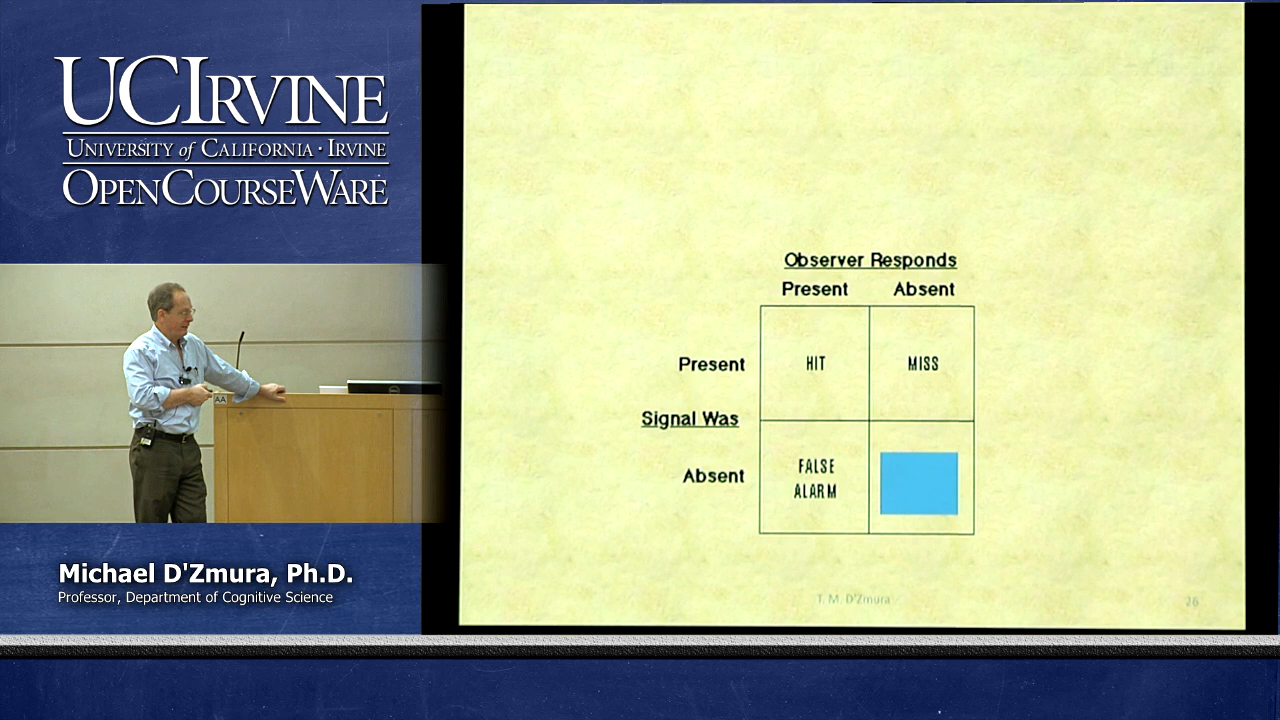 UCIRVINE
UNIVERSITY of CALIFORNIA · IRVINE
OPENCOURSEWARE
AA
Michael D'Zmura, Ph.D.
Professor, Department of Cognitive Science
Observer Responds
Present Absent
Present HIT MISS
Signal Was
Absent FALSE
ALARM
T. M. D'Zmura 26